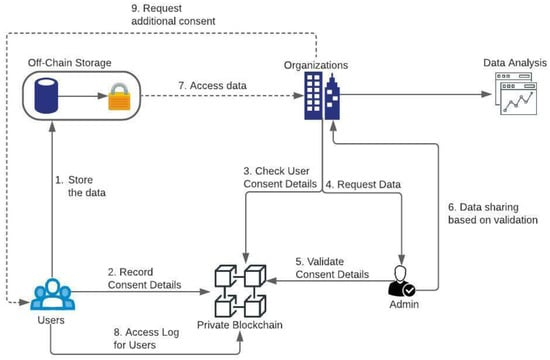 9. Request
additional consent
Off-Chain Storage
Organizations
Data Analysis
7. Access data
1. Store
the data
3. Check User
Consent Details
4. Request Data
6. Data sharing
based on validation
2. Record
Consent Details
5. Validate
Consent Details
Users
Private Blockchain
Admin
8. Access Log
for Users